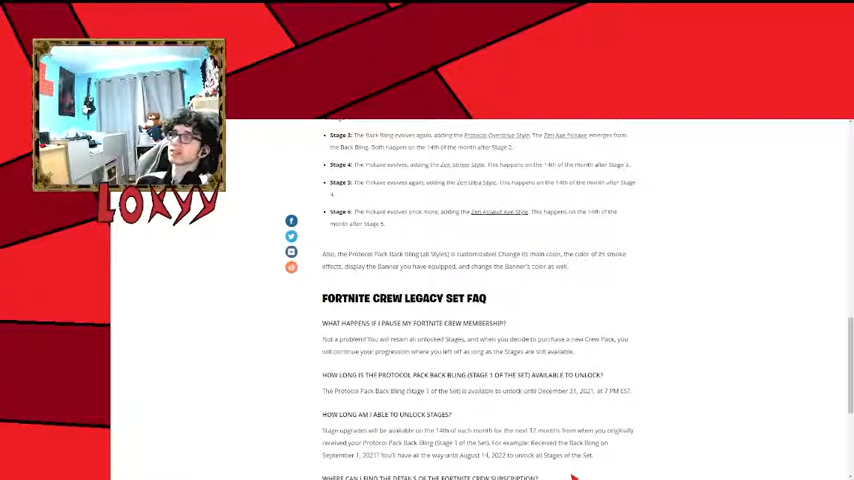 • Stage 3: The Back Bling evolves again, adding the Protocol Overdrive Style. The Zen Axe Pickaxe emerges from
the Back Bling. Both happen on the 14th of the month after Stage 2.
• Stage 4: The Pickaxe evolves, adding the Zen Striker Style. This happens on the 14th of the month after Stage 3.
• Stage 5: The Pickaxe evolves again, adding the Zen Ultra Style. This happens on the 14th of the month after Stage
4.
• Stage 6: The Pickaxe evolves once more, adding the Zen Assault Axe Style. This happens on the 14th of the
month after Stage 5.
LOXYY
Also, the Protocol Pack Back Bling (all Styles) is customizable! Change its main color, the color of its smoke
effects, display the Banner you have equipped, and change the Banner's color as well.
FORTNITE CREW LEGACY SET FAQ
WHAT HAPPENS IF I PAUSE MY FORTNITE CREW MEMBERSHIP?
Not a problem! You will retain all unlocked Stages, and when you decide to purchase a new Crew Pack, you
will continue your progression where you left off as long as the Stages are still available.
HOW LONG IS THE PROTOCOL PACK BACK BLING (STAGE 1 OF THE SET) AVAILABLE TO UNLOCK?
The Protocol Pack Back Bling (Stage 1 of the Set) is available to unlock until December 31, 2021, at 7 PM EST.
HOW LONG AM I ABLE TO UNLOCK STAGES?
Stage upgrades will be available on the 14th of each month for the next 12 months from when you originally
received your Protocol Pack Back Bling (Stage 1 of the Set). For example: Received the Back Bling on
September 1, 2021? You'll have all the way until August 14, 2022 to unlock all Stages of the Set.
WHERE CAN I FIND THE DETAILS OF THE FORTNITE CREW SUBSCRIPTION?